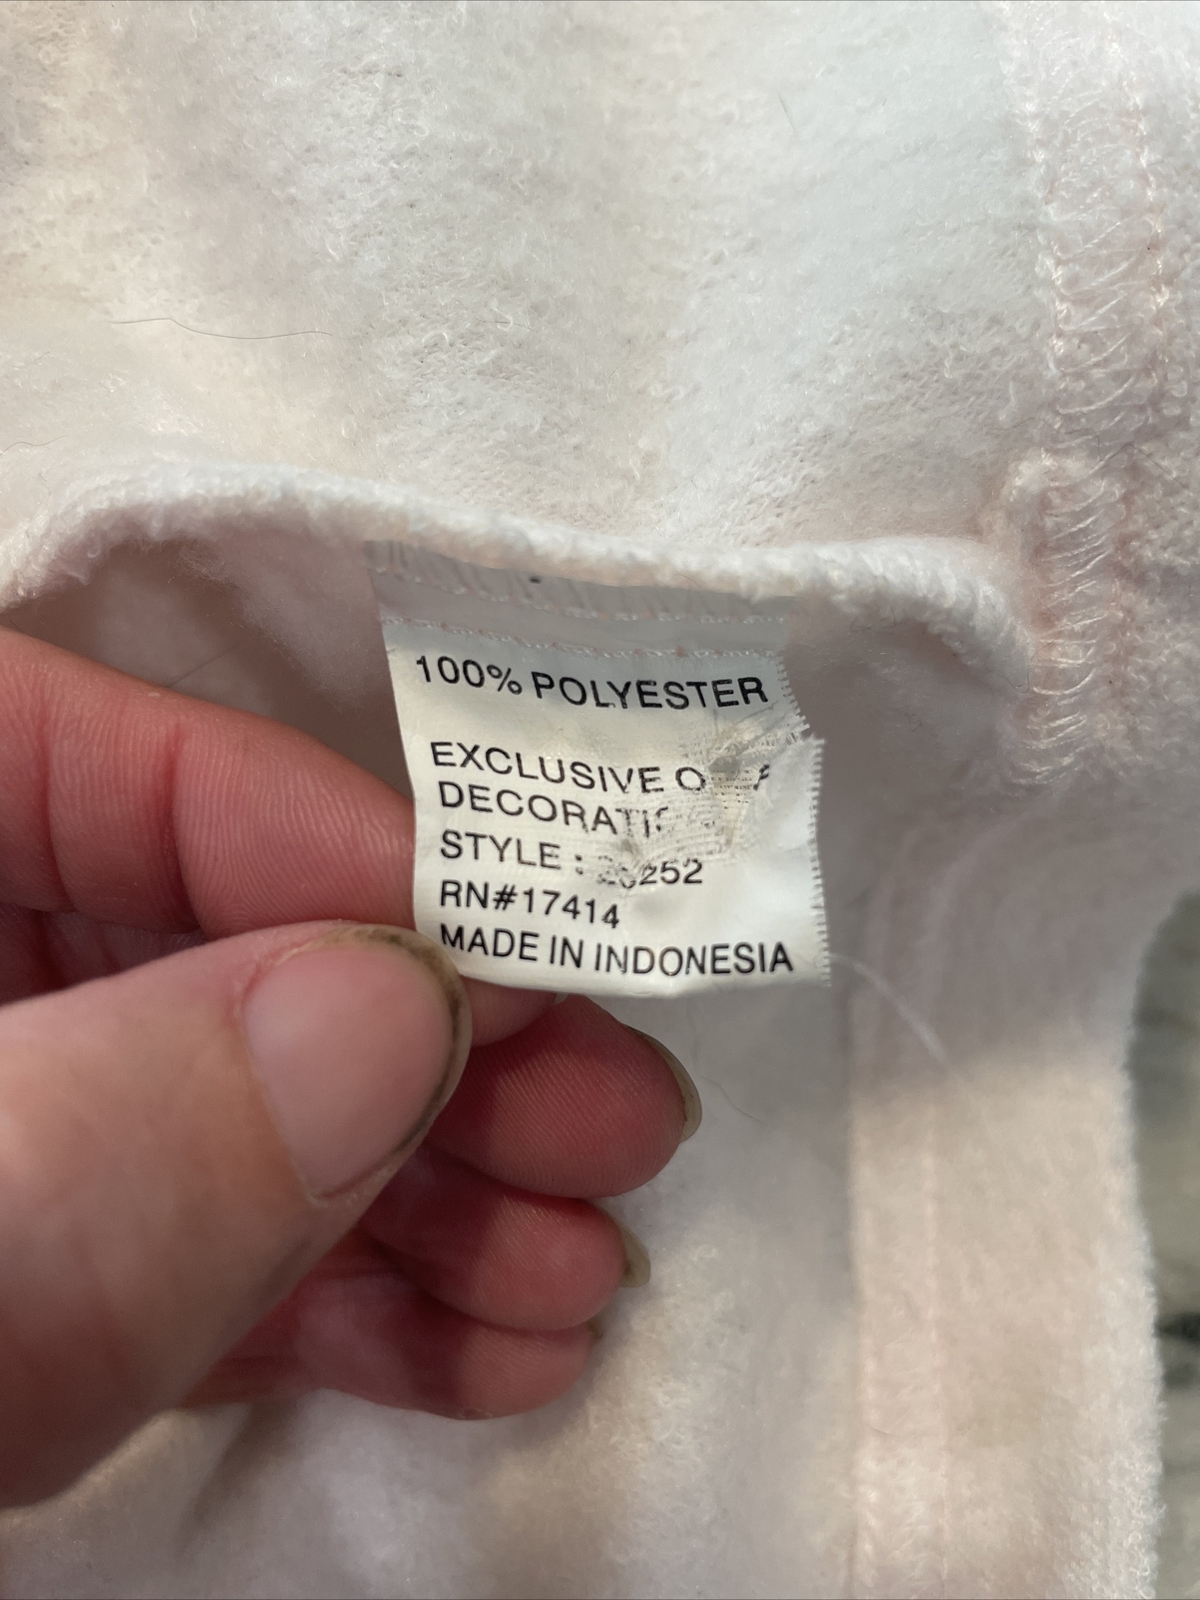 100% POLYESTER
EXCLUSIVE O
STYLE :
RN#17414
MADE IN INDONESIA